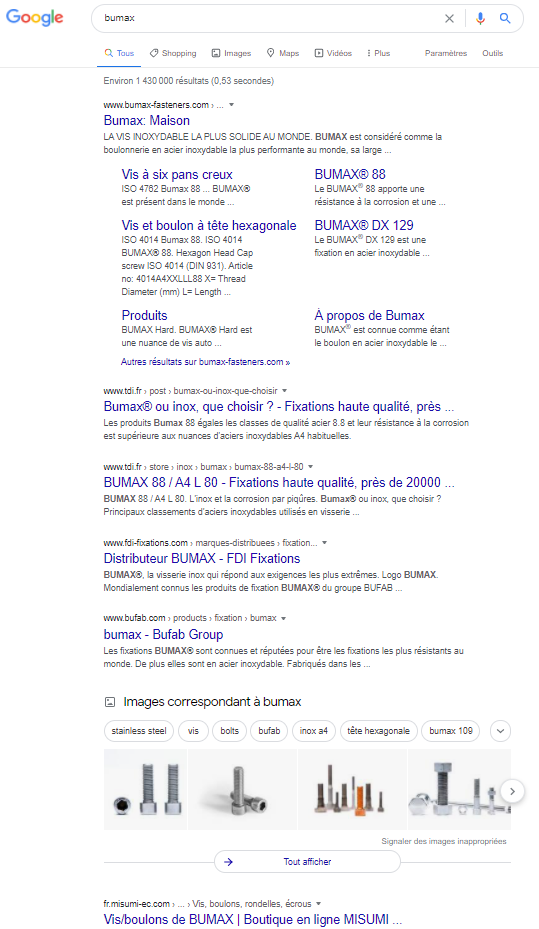 Google
bumax
Tous Shopping Images Maps Vidéos Plus Paramètres Outils
Environ 1 430 000 résultats (0,53 secondes)
www.bumax-fasteners.com › ...
Bumax: Maison
LA VIS INOXYDABLE LA PLUS SOLIDE AU MONDE. BUMAX est considéré comme la
boulonnerie en acier inoxydable la plus performante au monde, sa large ...
Vis à six pans creux
ISO 4762 Bumax 88 ... BUMAX®
est présent dans le monde ...
BUMAX® 88
Le BUMAX® 88 apporte une
résistance à la corrosion et une ...
Vis et boulon à tête hexagonale
ISO 4014 Bumax 88. ISO 4014
BUMAX® 88. Hexagon Head Cap
screw ISO 4014 (DIN 931). Article
no: 4014A4XXLLL88 X= Thread
Diameter (mm) L= Length ...
BUMAX® DX 129
Le BUMAX® DX 129 est une
fixation en acier inoxydable ...
Produits
BUMAX Hard. BUMAX® Hard est
une nuance de vis auto ...
À propos de Bumax
BUMAX® est connue comme étant
le boulon en acier inoxydable le ...
Autres résultats sur bumax-fasteners.com »
www.tdi.fr › post › bumax-ou-inox-que-choisir
Bumax® ou inox, que choisir ? - Fixations haute qualité, près ...
Les produits Bumax 88 égales les classes de qualité acier 8.8 et leur résistance à la corrosion
est supérieure aux nuances d'aciers inoxydables A4 habituelles.
www.tdi.fr › store › inox › bumax › bumax-88-a4-l-80
BUMAX 88 / A4 L 80 - Fixations haute qualité, près de 20000 ...
BUMAX 88 / A4 L 80. L'inox et la corrosion par piqûres. Bumax® ou inox, que choisir ?
Principaux classements d'aciers inoxydables utilisés en visserie ...
www.fdi-fixations.com › marques-distribuees › fixation...
Distributeur BUMAX - FDI Fixations
BUMAX®, la visserie inox qui répond aux exigences les plus extrêmes. Logo BUMAX.
Mondialement connus les produits de fixation BUMAX® du groupe BUFAB ...
www.bufab.com › products › fixation › bumax
bumax - Bufab Group
Les fixations BUMAX® sont connues et réputées pour être les fixations les plus résistants au
monde. De plus elles sont en acier inoxydable. Fabriqués dans les ...
Images correspondant à bumax
stainless steel vis bolts bufab inox a4 tête hexagonale bumax 109
Signaler des images inappropriées
Tout afficher
fr.misumi-ec.com › ... › Vis, boulons, rondelles, écrous
Vis/boulons de BUMAX | Boutique en ligne MISUMI ...